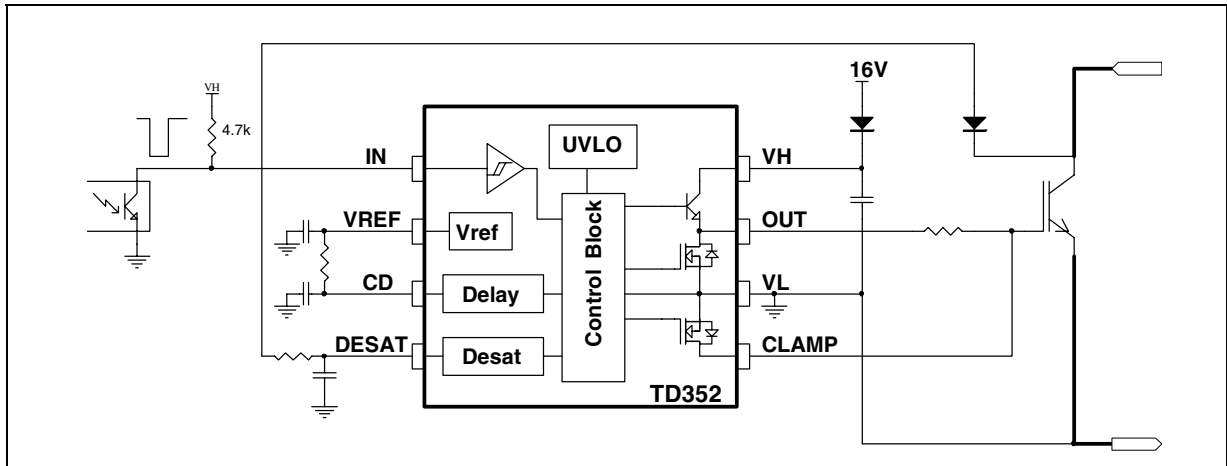 16V
VH
4.7k
IN
UVLO
VH
VREF
Vref
OUT
Control Block
CD
Delay
VL
DESAT
Desat
CLAMP
TD352